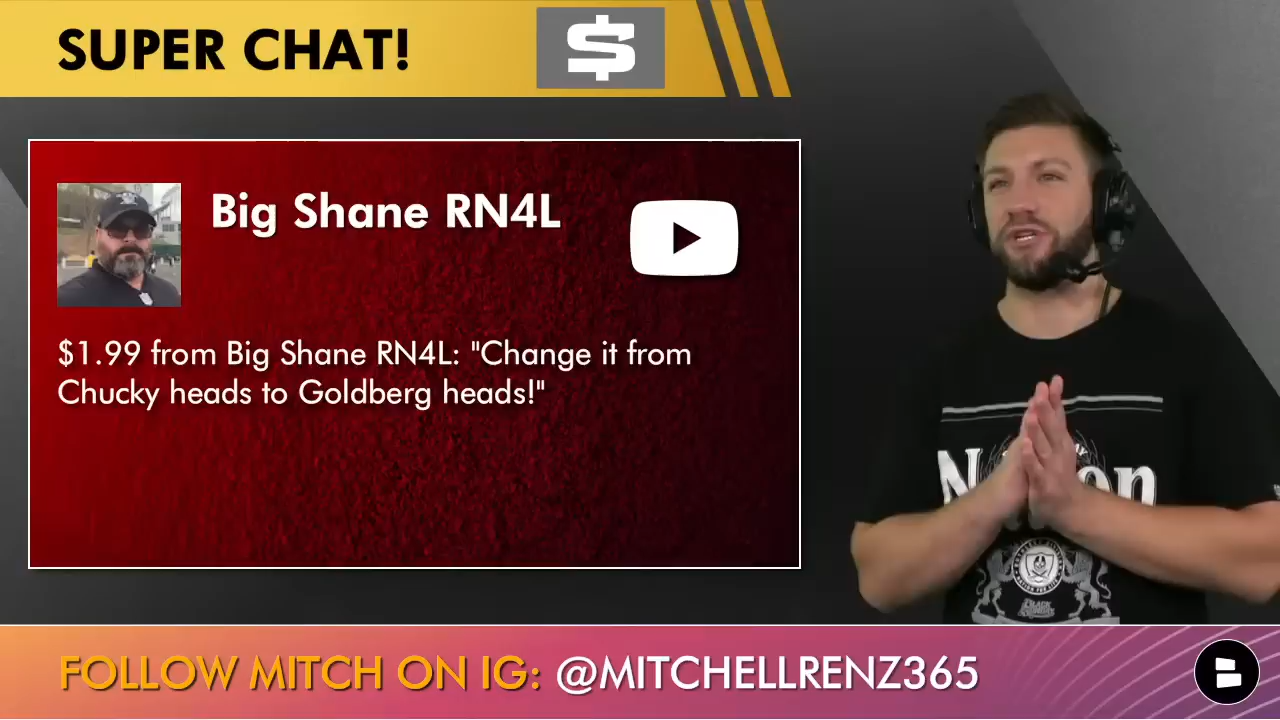 SUPER CHAT!
Big Shane RN4L
$1.99 from Big Shane RN4L: "Change it from
Chucky heads to Goldberg heads!"
FOLLOW MITCH ON IG: @MITCHELLRENZ365